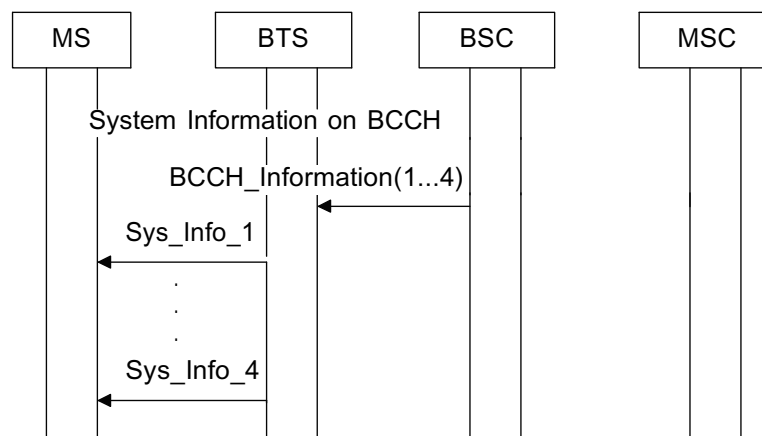 MS BTS BSC MSC
System Information on BCCH
BCCH_Information(1...4)
Sys_Info_1
.
.
.
Sys_Info_4